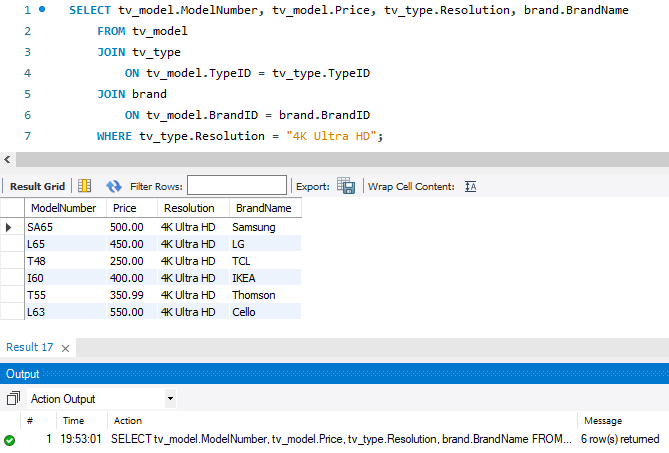 1 SELECT tv_model.ModelNumber, tv_model.Price, tv_type.Resolution, brand.BrandName
2 FROM tv_model
3 JOIN tv_type
4 ON tv_model.TypeID = tv_type.TypeID
5 JOIN brand
6 ON tv_model.BrandID = brand.BrandID
7 WHERE tv_type.Resolution = "4K Ultra HD";
Result Grid Filter Rows: Export: Wrap Cell Content: IA
ModelNumber Price Resolution BrandName
SA65 500.00 4K Ultra HD Samsung
L65 450.00 4K Ultra HD LG
T48 250.00 4K Ultra HD TCL
I60 400.00 4K Ultra HD IKEA
T55 350.99 4K Ultra HD Thomson
L63 550.00 4K Ultra HD Cello
Result 17
Output
Action Output
# Time Action Message
1 19:53:01 SELECT tv_model.ModelNumber, tv_model.Price, tv_type.Resolution, brand.BrandName FROM... 6 row(s) returned